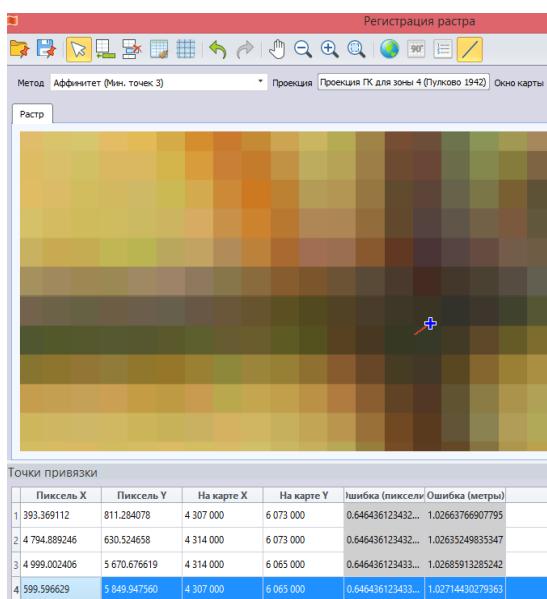 Регистрация растра
90°
Метод Аффинитет (Мин. точек 3) Проекция Проекция ГК для зоны 4 (Пулково 1942) Окно карты
Растр
Точки привязки
Пиксель X Пиксель Y На карте X На карте Y Ошибка (пиксели Ошибка (метры)
1 393.369112 811.284078 4 307 000 6 073 000 0.646436123432... 1.02663766907795
2 4 794.889246 630.524658 4 314 000 6 073 000 0.646436123432... 1.02635249835347
3 4 999.002406 5 670.676619 4 314 000 6 065 000 0.646436123433... 1.02685913285242
4 599.596629 5 849.947560 4 307 000 6 065 000 0.646436123433... 1.02714430279363